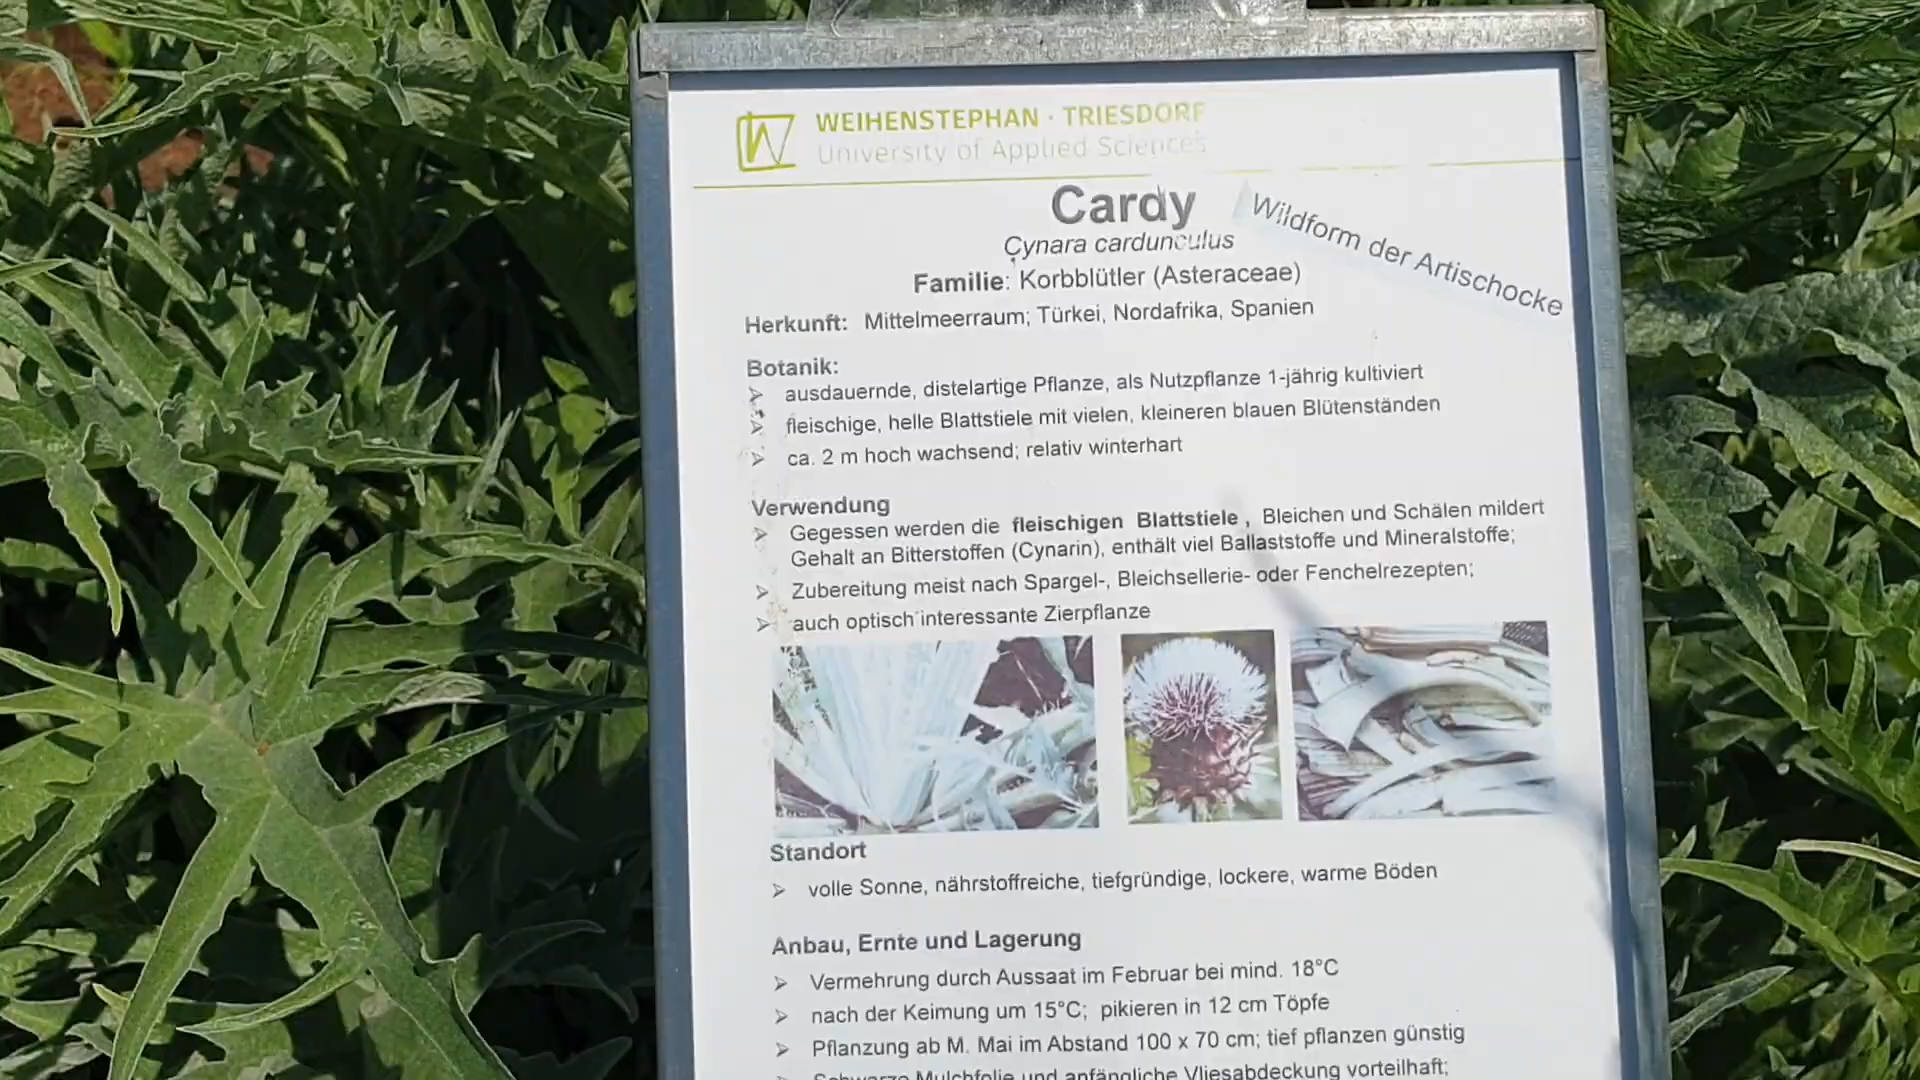 WEIHENSTEPHAN · TRIESDORF
University of Applied Sciences
Cardy
Wildform der Artischocke
Cynara cardunculus
Familie: Korbblütler (Asteraceae)
Herkunft: Mittelmeerraum; Türkei, Nordafrika, Spanien
Botanik:
ausdauernde, distelartige Pflanze, als Nutzpflanze 1-jährig kultiviert
fleischige, helle Blattstiele mit vielen, kleineren blauen Blütenständen
ca. 2 m hoch wachsend; relativ winterhart
Verwendung
Gegessen werden die fleischigen Blattstiele, Bleichen und Schälen mildert
Gehalt an Bitterstoffen (Cynarin), enthält viel Ballaststoffe und Mineralstoffe;
Zubereitung meist nach Spargel-, Bleichsellerie- oder Fenchelrezepten;
auch optisch interessante Zierpflanze
Standort
volle Sonne, nährstoffreiche, tiefgründige, lockere, warme Böden
Anbau, Ernte und Lagerung
Vermehrung durch Aussaat im Februar bei mind. 18°C
nach der Keimung um 15°C; pikieren in 12 cm Töpfe
Pflanzung ab M. Mai im Abstand 100 x 70 cm; tief pflanzen günstig
Schwarze Mulchfolie und anfängliche Vliesabdeckung vorteilhaft;